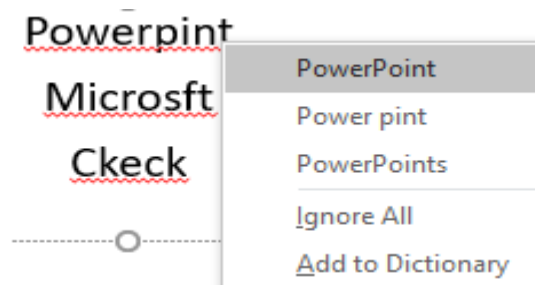 Powerpint
Microsft
Ckeck
PowerPoint
Power pint
PowerPoints
Ignore All
Add to Dictionary